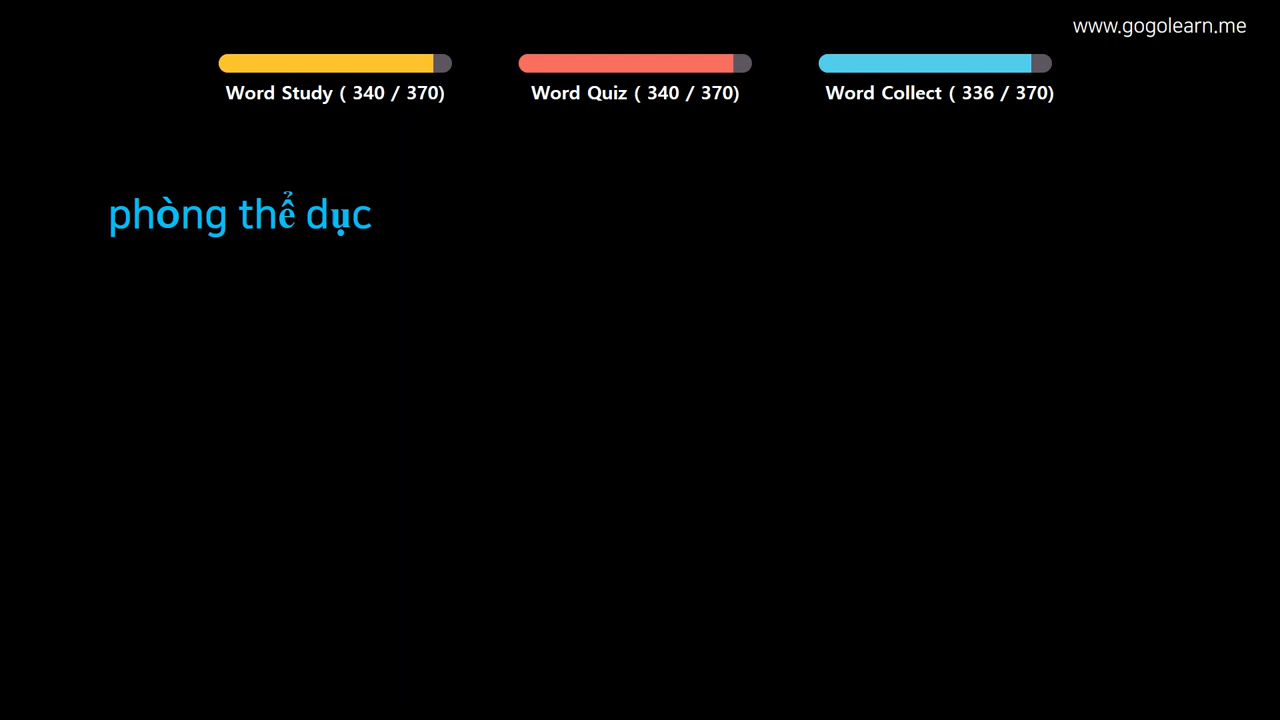 www.gogolearn.me
Word Study ( 340 / 370)
Word Quiz ( 340 / 370)
Word Collect ( 336 / 370)
phòng thể dục